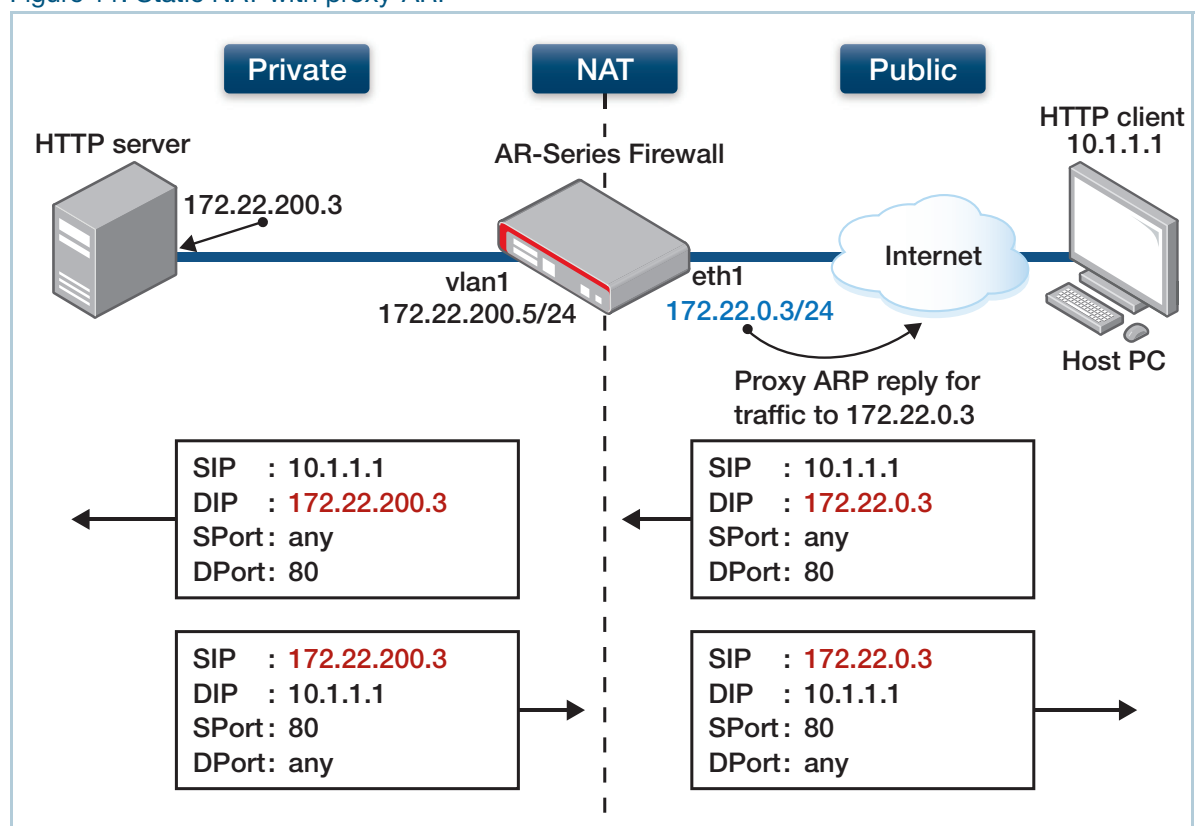 Private
NAT
Public
HTTP server
AR-Series Firewall
HTTP client
10.1.1.1
172.22.200.3
Internet
vlan1
172.22.200.5/24
eth1
172.22.0.3/24
Host PC
Proxy ARP reply for
traffic to 172.22.0.3
SIP : 10.1.1.1
DIP : 172.22.200.3
SPort : any
DPort : 80
SIP : 10.1.1.1
DIP : 172.22.0.3
SPort : any
DPort : 80
SIP : 172.22.200.3
DIP : 10.1.1.1
SPort : 80
DPort : any
SIP : 172.22.0.3
DIP : 10.1.1.1
SPort : 80
DPort : any